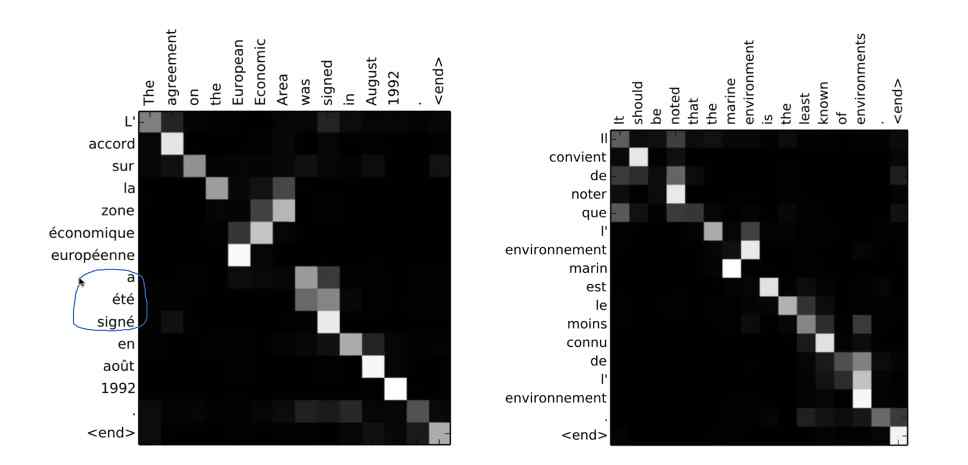 The agreement on the European Economic Area was signed in August 1992 . <end>
L'
accord
sur
la
zone
économique
européenne
a
été
signé
en
août
1992
.
<end>
It should be noted that the marine environment is the least known of environments . <end>
Il
convient
de
noter
que
l'
environnement
marin
est
le
moins
connu
de
l'
environnement
.
<end>